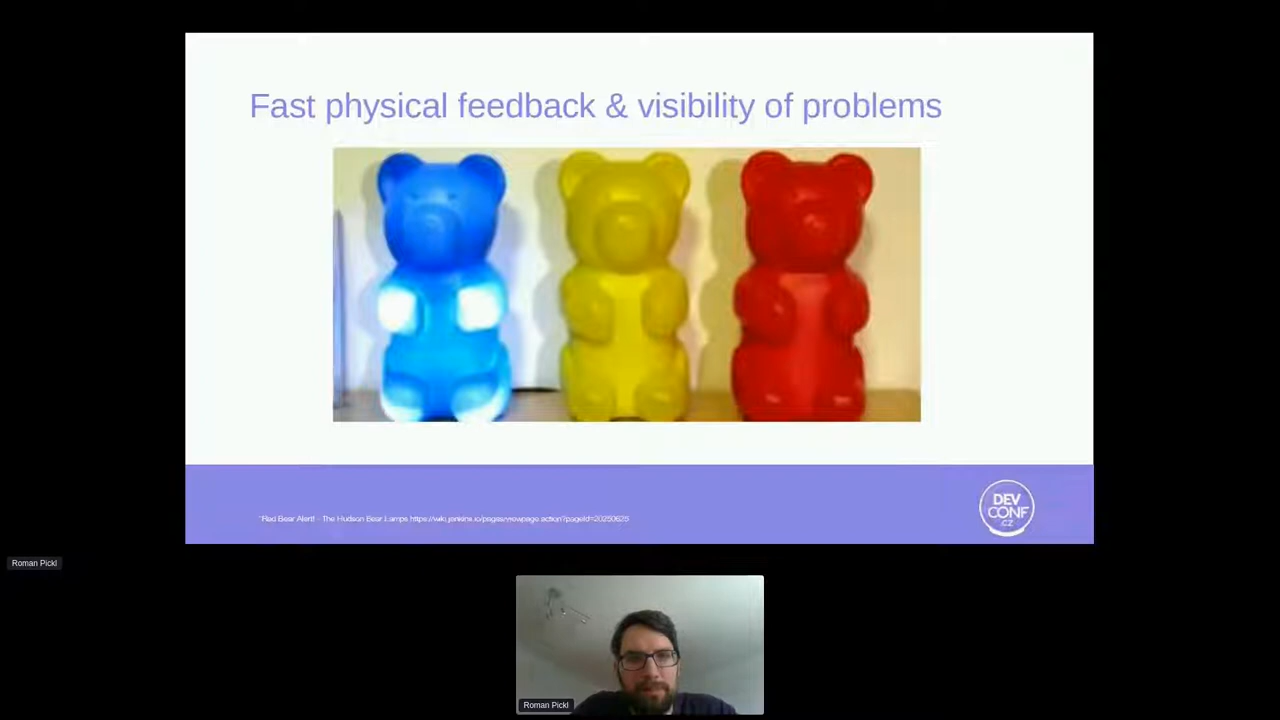 Fast physical feedback & visibility of problems
"Red Bear Alert! - The Hudson Bear Lamps https://wiki.jenkins.io/pages/viewpage.action?pageId=20250625
DEV
CONF
.CZ
Roman Pickl
Roman Pickl